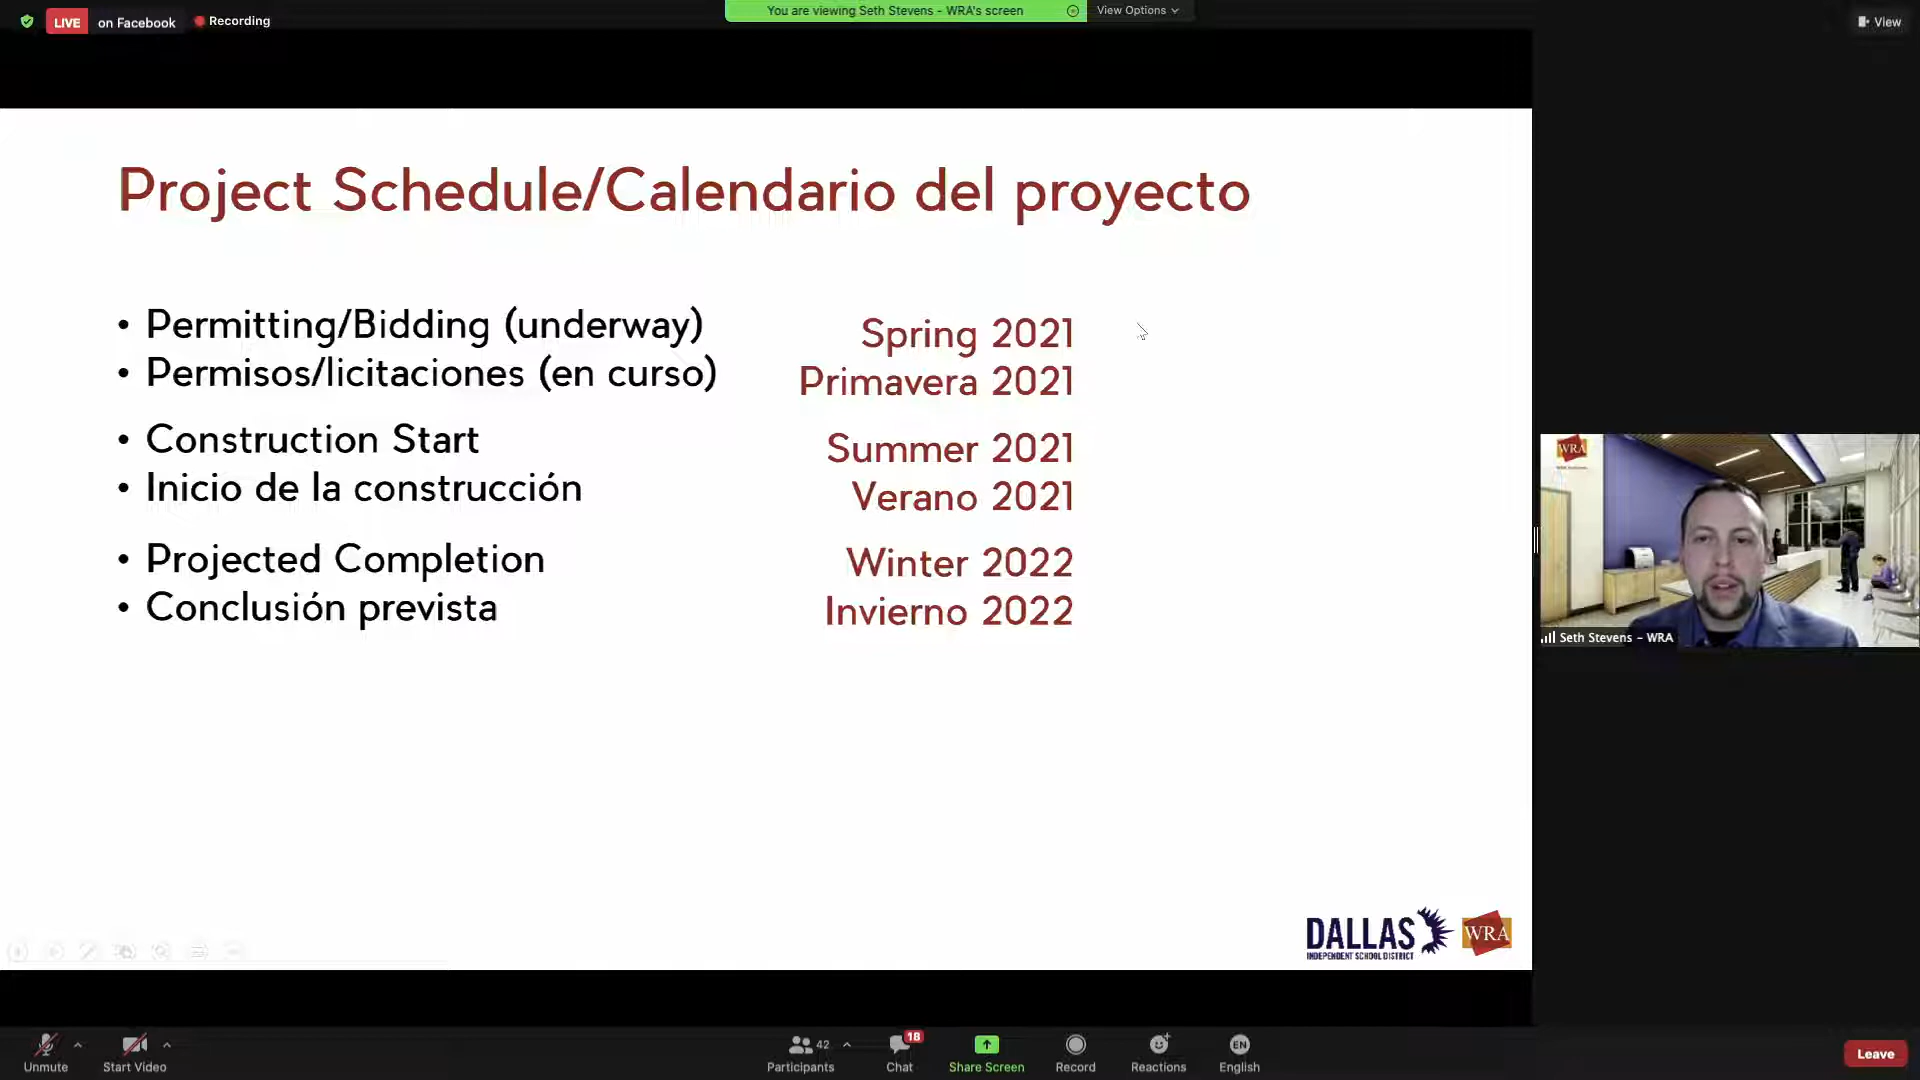 LIVE on Facebook Recording
You are viewing Seth Stevens - WRA's screen View Options
View
Project Schedule/Calendario del proyecto
• Permitting/Bidding (underway) Spring 2021
• Permisos/licitaciones (en curso) Primavera 2021
• Construction Start Summer 2021
• Inicio de la construcción Verano 2021
• Projected Completion Winter 2022
• Conclusión prevista Invierno 2022
WRA
Seth Stevens - WRA
DALLAS
INDEPENDENT SCHOOL DISTRICT
WRA
Unmute
Start Video
42
Participants
18
Chat
Share Screen
Record
Reactions
EN
English
Leave